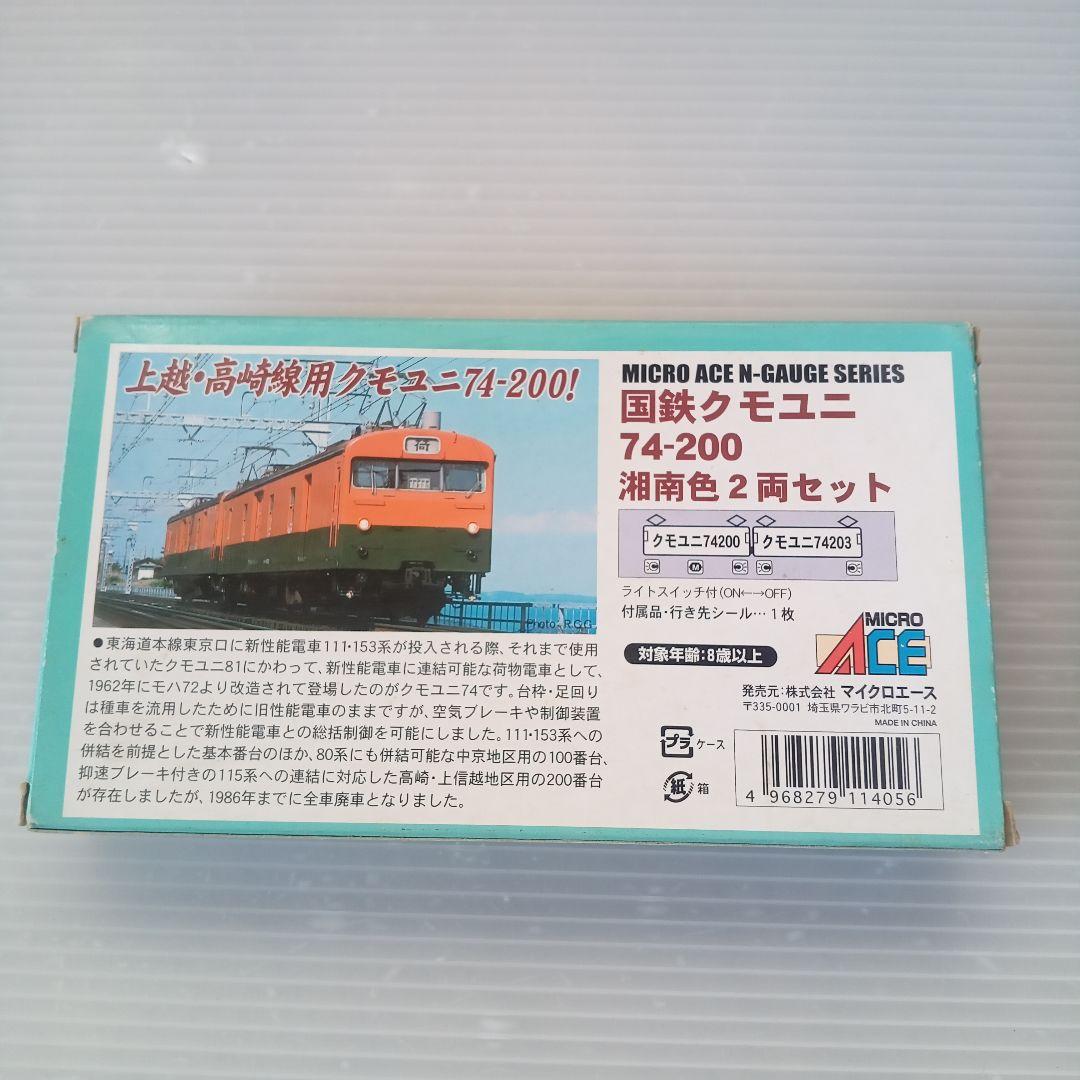 上越・高崎線用クモユニ74-200!
荷
Photo: R.G.G.
●東海道本線東京口に新性能電車111・153系が投入される際、それまで使用
されていたクモユニ81にかわって、新性能電車に連結可能な荷物電車として、
1962年にモハ72より改造されて登場したのがクモユニ74です。台枠・足回り
は種車を流用したために旧性能電車のままですが、空気ブレーキや制御装置
を合わせることで新性能電車との総括制御を可能にしました。111・153系への
併結を前提とした基本番台のほか、80系にも併結可能な中京地区用の100番台、
抑速ブレーキ付きの115系への連結に対応した高崎・上信越地区用の200番台
が存在しましたが、1986年までに全車廃車となりました。
MICRO ACE N-GAUGE SERIES
国鉄クモユニ
74-200
湘南色2両セット
クモユニ74200 クモユニ74203
C M C C C
ライトスイッチ付(ON←→OFF)
付属品・行き先シール…1枚
対象年齢:8歳以上
MICRO
ACE
発売元:株式会社 マイクロエース
〒335-0001 埼玉県ワラビ市北町5-11-2
MADE IN CHINA
プラ ケース
紙 箱
4 968279 114056